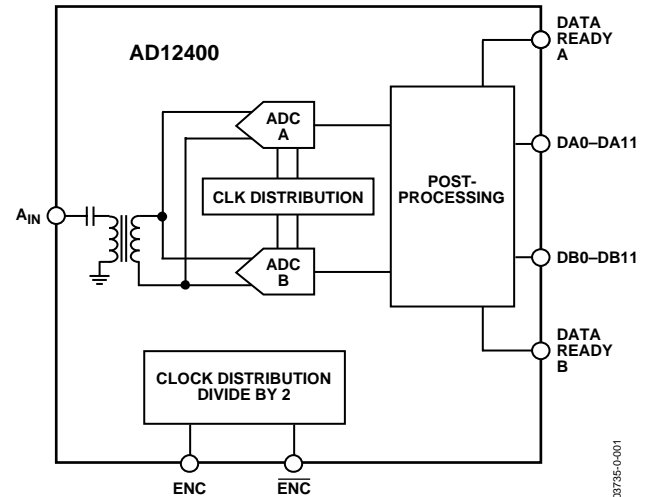 AD12400
DATA
READY
A
ADC
A
DA0–DA11
POST-
PROCESSING
CLK DISTRIBUTION
AIN
ADC
B
DB0–DB11
DATA
READY
B
CLOCK DISTRIBUTION
DIVIDE BY 2
ENC
ENC
03735-0-001